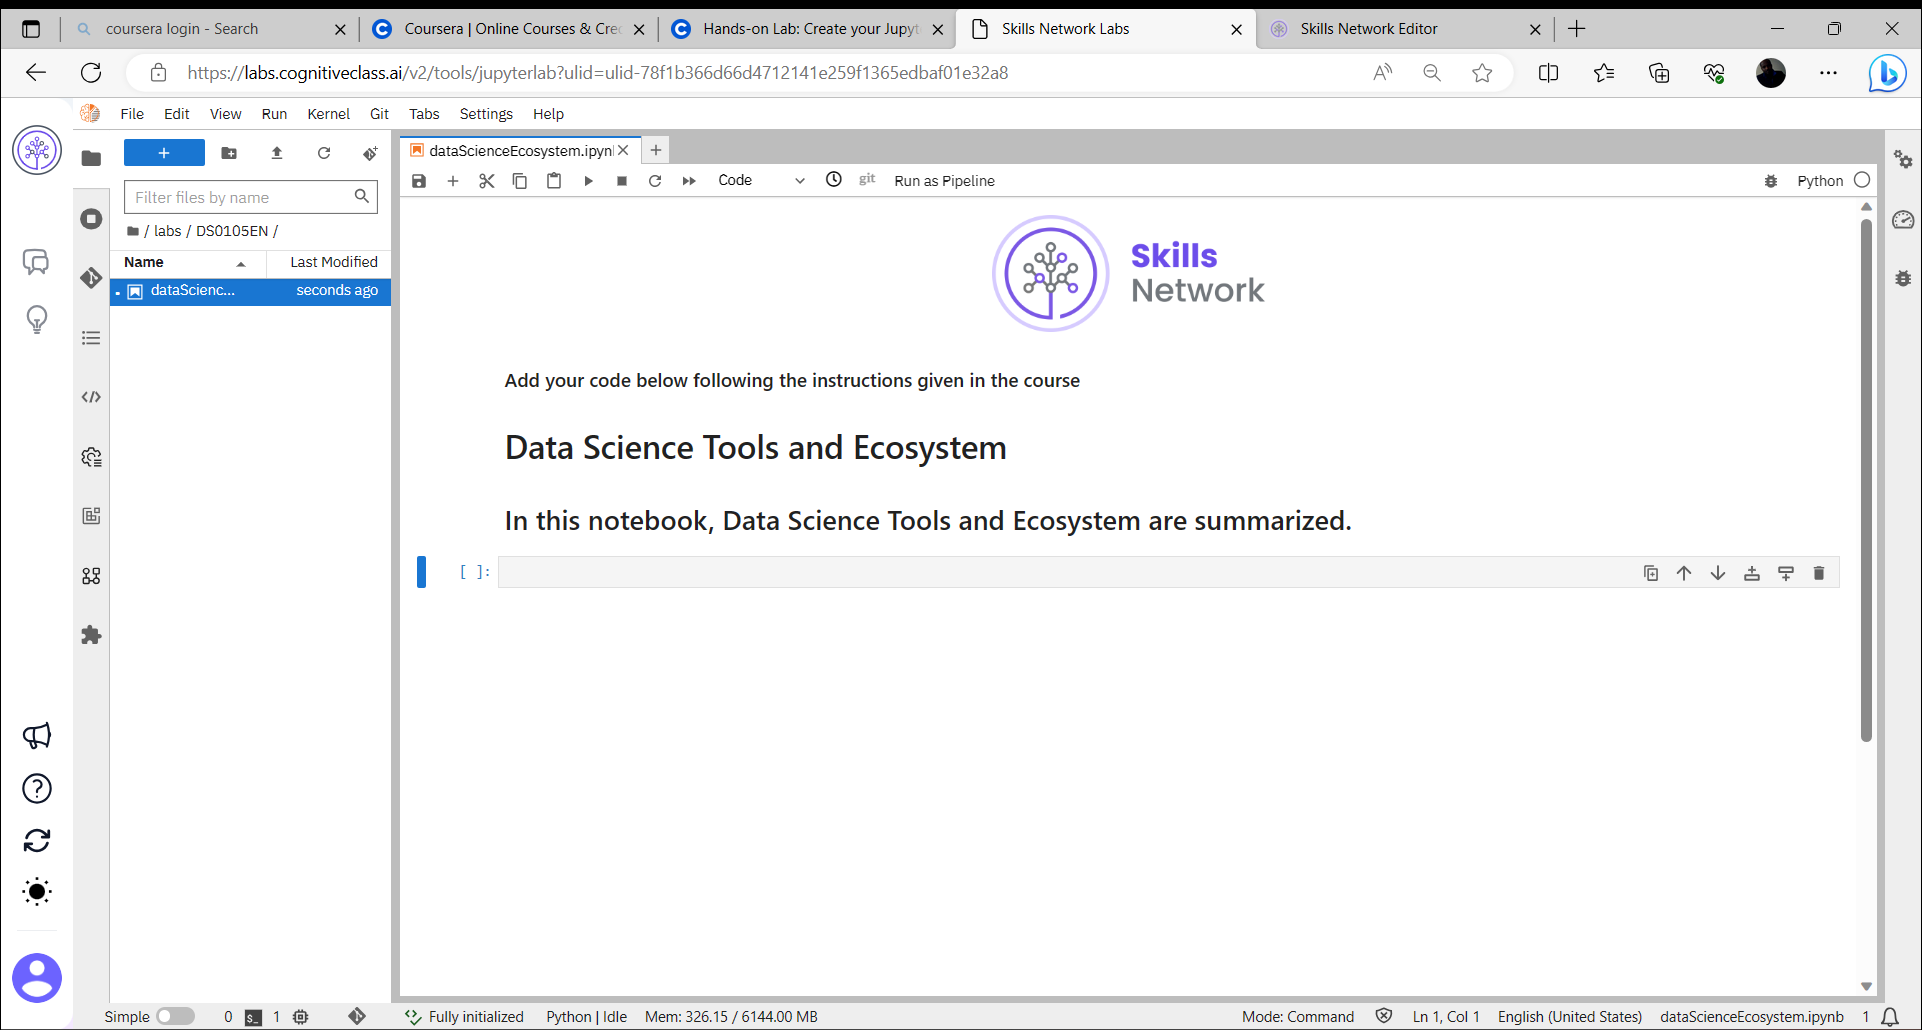 coursera login - Search
Coursera | Online Courses & Cre
Hands-on Lab: Create your Jupyt
Skills Network Labs
Skills Network Editor
https://labs.cognitiveclass.ai/v2/tools/jupyterlab?ulid=ulid-78f1b366d66d4712141e259f1365edbaf01e32a8
File Edit View Run Kernel Git Tabs Settings Help
dataScienceEcosystem.ipyn
Code
git
Run as Pipeline
Python
Filter files by name
/ labs / DS0105EN /
Name
Last Modified
dataScienc...
seconds ago
Skills
Network
Add your code below following the instructions given in the course
Data Science Tools and Ecosystem
In this notebook, Data Science Tools and Ecosystem are summarized.
[ ]:
Simple
0
1
Fully initialized
Python | Idle
Mem: 326.15 / 6144.00 MB
Mode: Command
Ln 1, Col 1
English (United States)
dataScienceEcosystem.ipynb
1